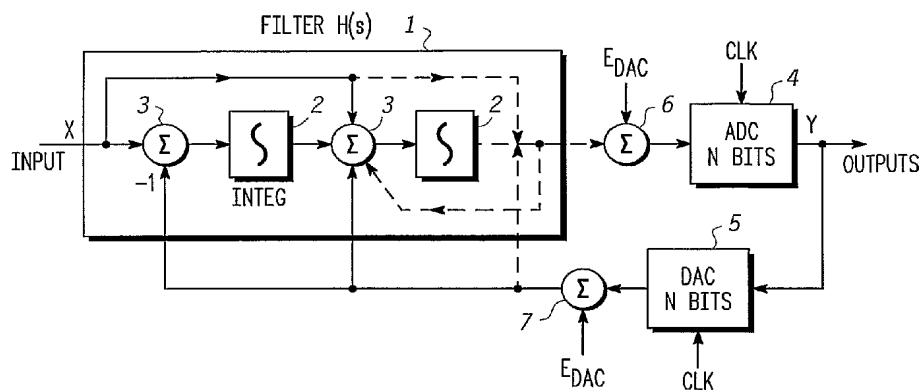 FILTER H(s)
1
E_DAC
CLK
3
2
3
2
6
4
X
INPUT
Σ
∫
Σ
∫
Σ
ADC
N BITS
Y
OUTPUTS
-1
INTEG
5
Σ
DAC
N BITS
7
E_DAC
CLK